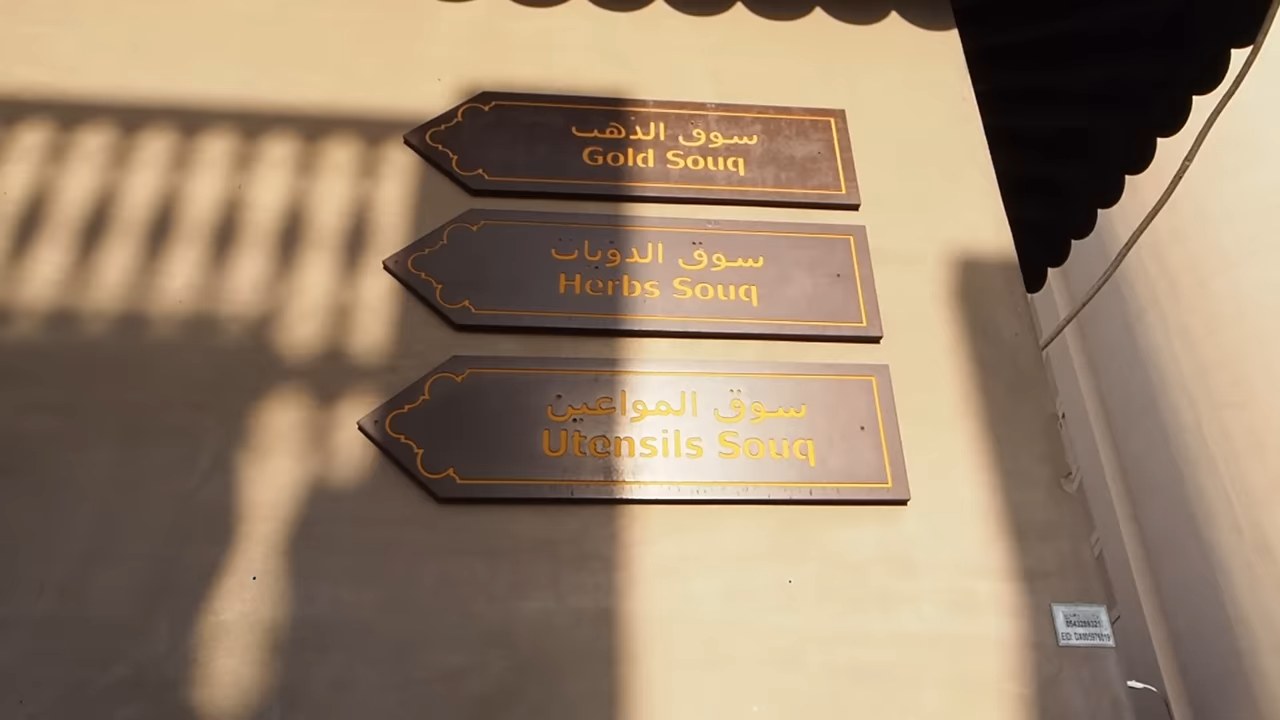 سوق الذهب
Gold Souq
سوق الدوبات
Herbs Souq
سوق المواعين
Utensils Souq